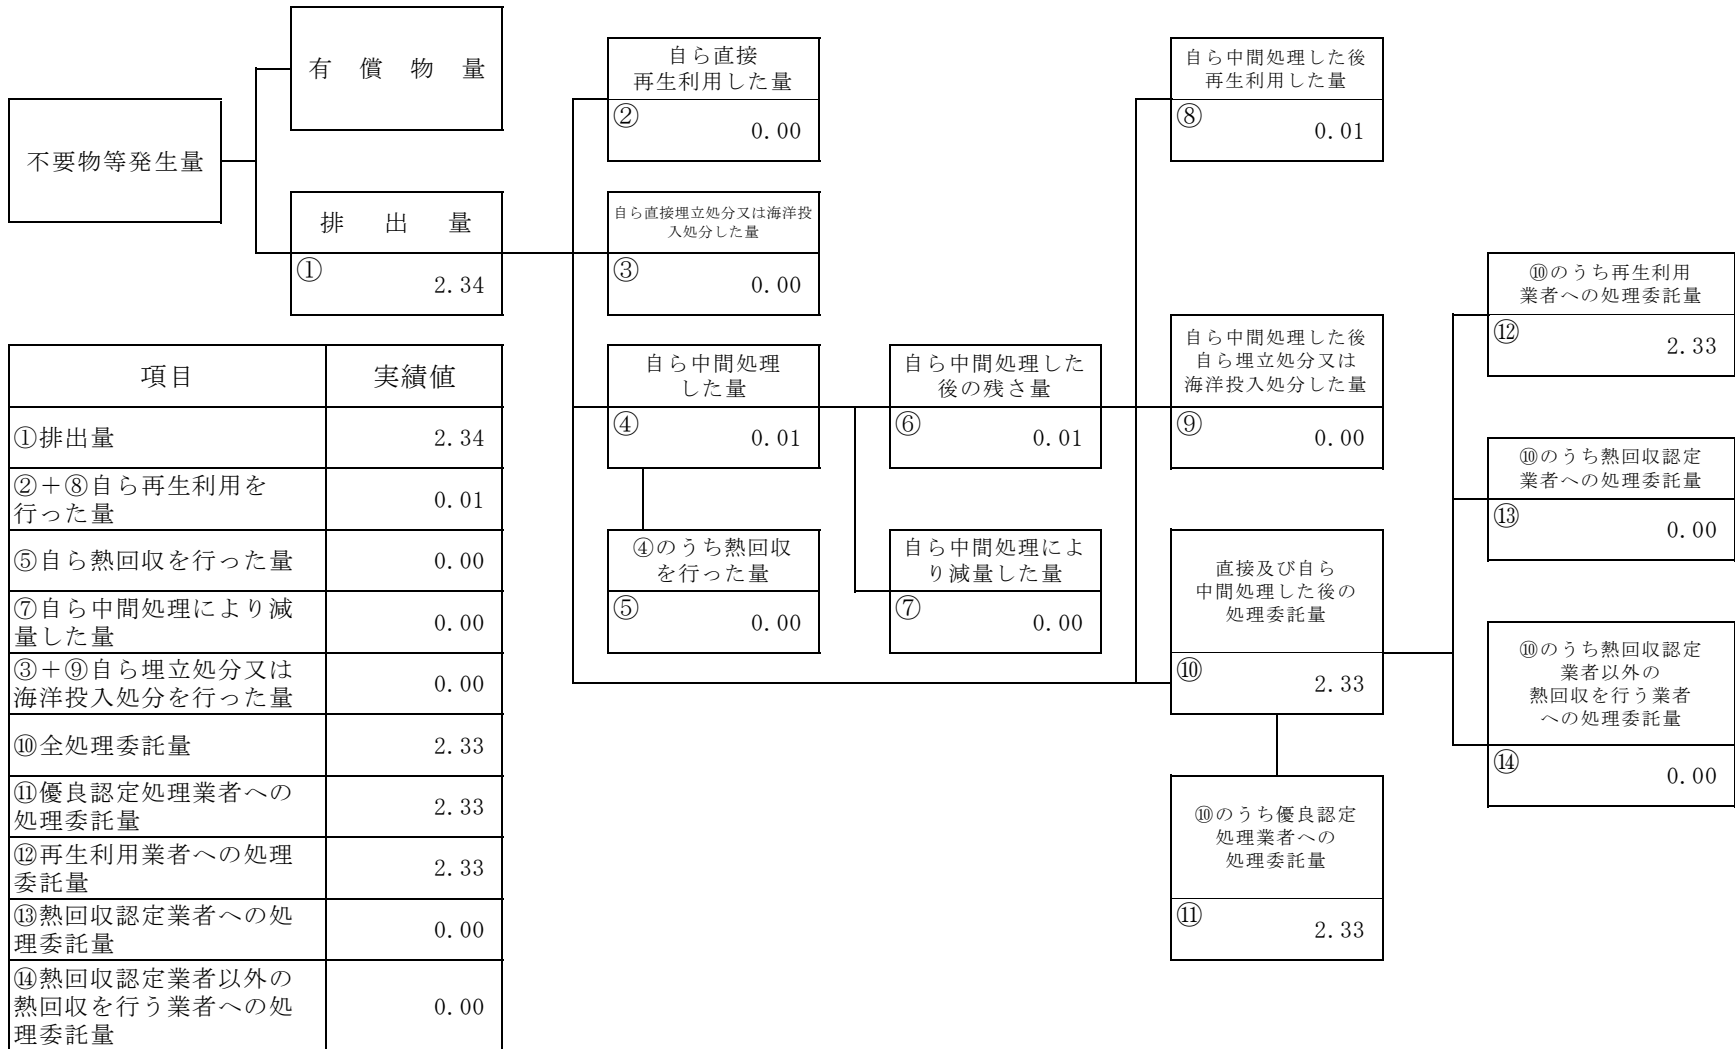 不要物等発生量
有　償　物　量
排　出　量
①
2.34
自ら直接
再生利用した量
②
0.00
自ら直接埋立処分又は海洋投
入処分した量
③
0.00
自ら中間処理
した量
④
0.01
④のうち熱回収
を行った量
⑤
0.00
自ら中間処理した
後の残さ量
⑥
0.01
自ら中間処理によ
り減量した量
⑦
0.00
自ら中間処理した後
再生利用した量
⑧
0.01
自ら中間処理した後
自ら埋立処分又は
海洋投入処分した量
⑨
0.00
直接及び自ら
中間処理した後の
処理委託量
⑩
2.33
⑩のうち優良認定
処理業者への
処理委託量
⑪
2.33
⑩のうち再生利用
業者への処理委託量
⑫
2.33
⑩のうち熱回収認定
業者への処理委託量
⑬
0.00
⑩のうち熱回収認定
業者以外の
熱回収を行う業者
への処理委託量
⑭
0.00
項目　実績値
①排出量　2.34
②＋⑧自ら再生利用を
行った量　0.01
⑤自ら熱回収を行った量　0.00
⑦自ら中間処理により減
量した量　0.00
③＋⑨自ら埋立処分又は
海洋投入処分を行った量　0.00
⑩全処理委託量　2.33
⑪優良認定処理業者への
処理委託量　2.33
⑫再生利用業者への処理
委託量　2.33
⑬熱回収認定業者への処
理委託量　0.00
⑭熱回収認定業者以外の
熱回収を行う業者への処
理委託量　0.00